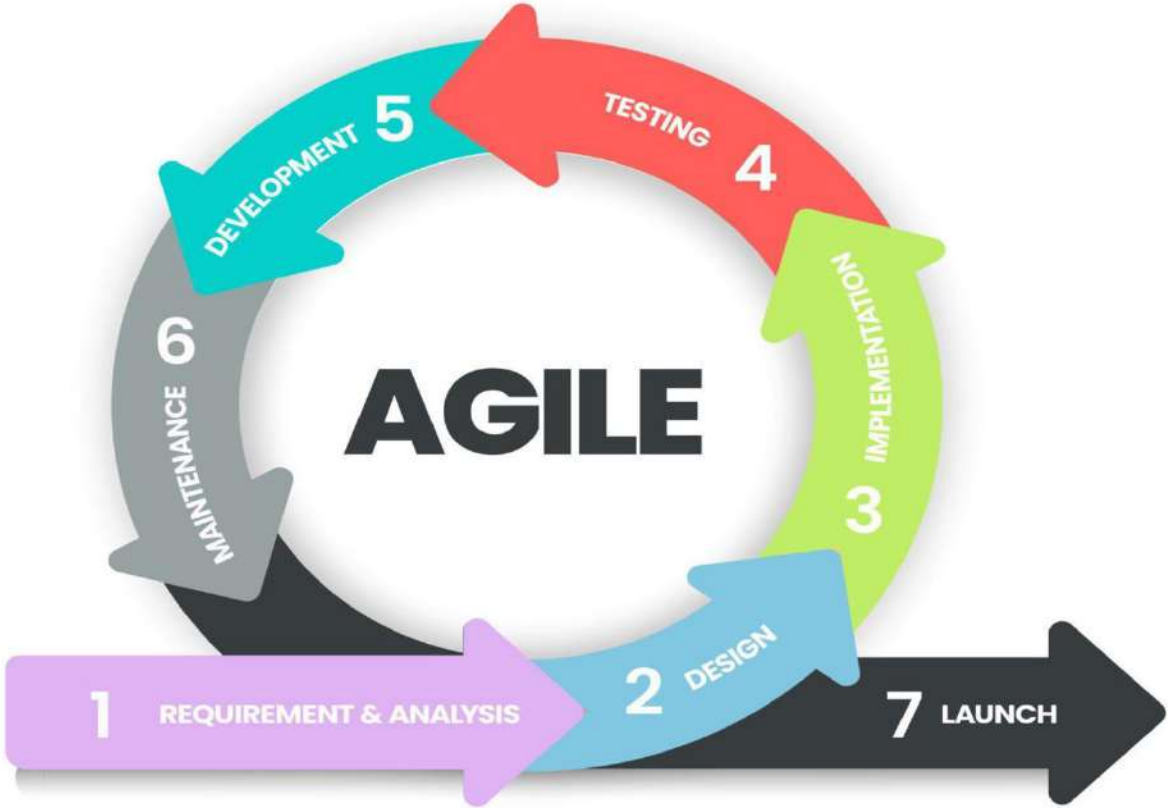 AGILE
1 REQUIREMENT & ANALYSIS
2 DESIGN
3 IMPLEMENTATION
4 TESTING
5 DEVELOPMENT
6 MAINTENANCE
7 LAUNCH